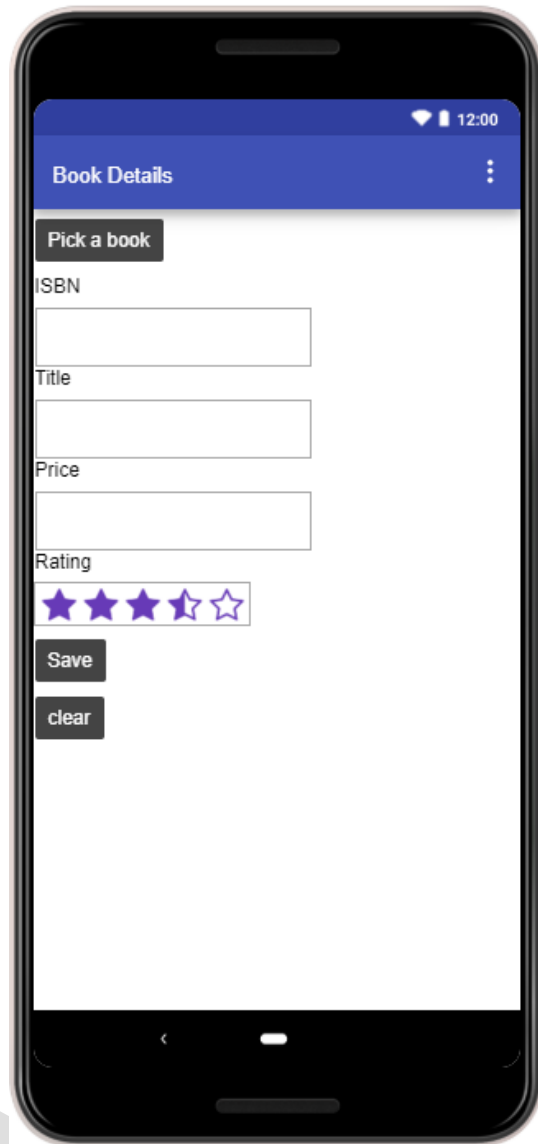 12:00
Book Details
Pick a book
ISBN
Title
Price
Rating
Save
clear